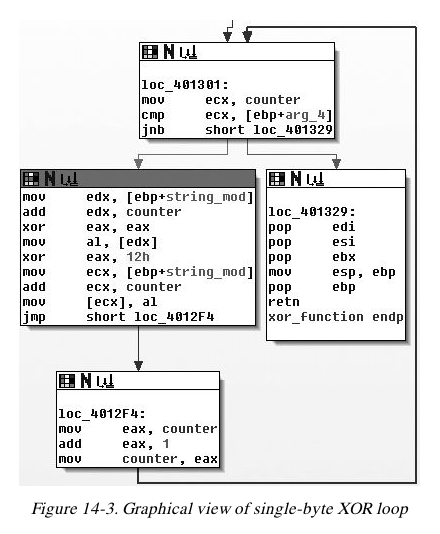 loc_401301:
mov ecx, counter
cmp ecx, [ebp+arg_4]
jnb short loc_401329
mov edx, [ebp+string_mod]
add edx, counter
xor eax, eax
mov al, [edx]
xor eax, 12h
mov ecx, [ebp+string_mod]
add ecx, counter
mov [ecx], al
jmp short loc_4012F4
loc_401329:
pop edi
pop esi
pop ebx
mov esp, ebp
pop ebp
retn
xor_function endp
loc_4012F4:
mov eax, counter
add eax, 1
mov counter, eax
Figure 14-3. Graphical view of single-byte XOR loop